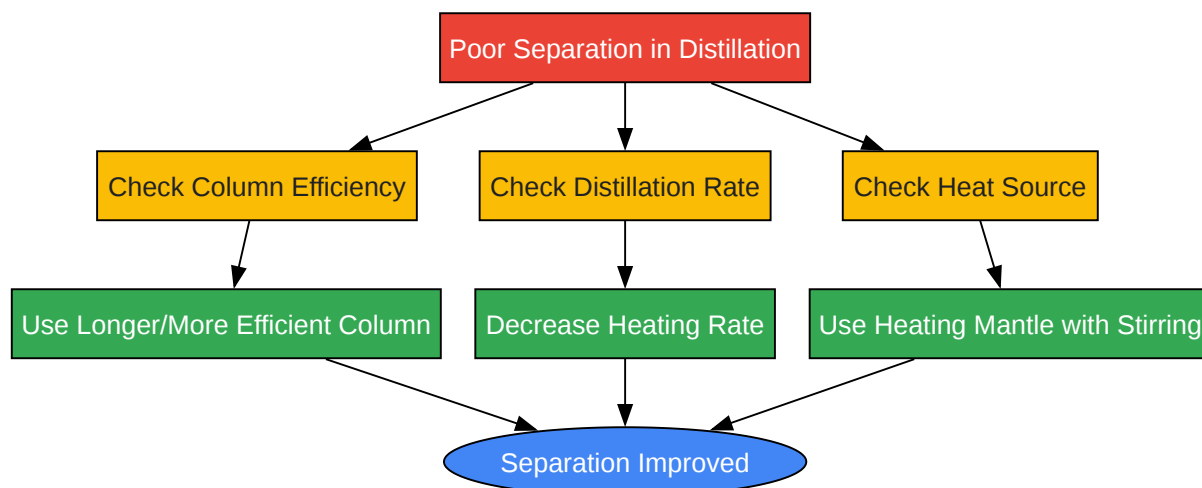 Poor Separation in Distillation
Check Column Efficiency
Check Distillation Rate
Check Heat Source
Use Longer/More Efficient Column
Decrease Heating Rate
Use Heating Mantle with Stirring
Separation Improved